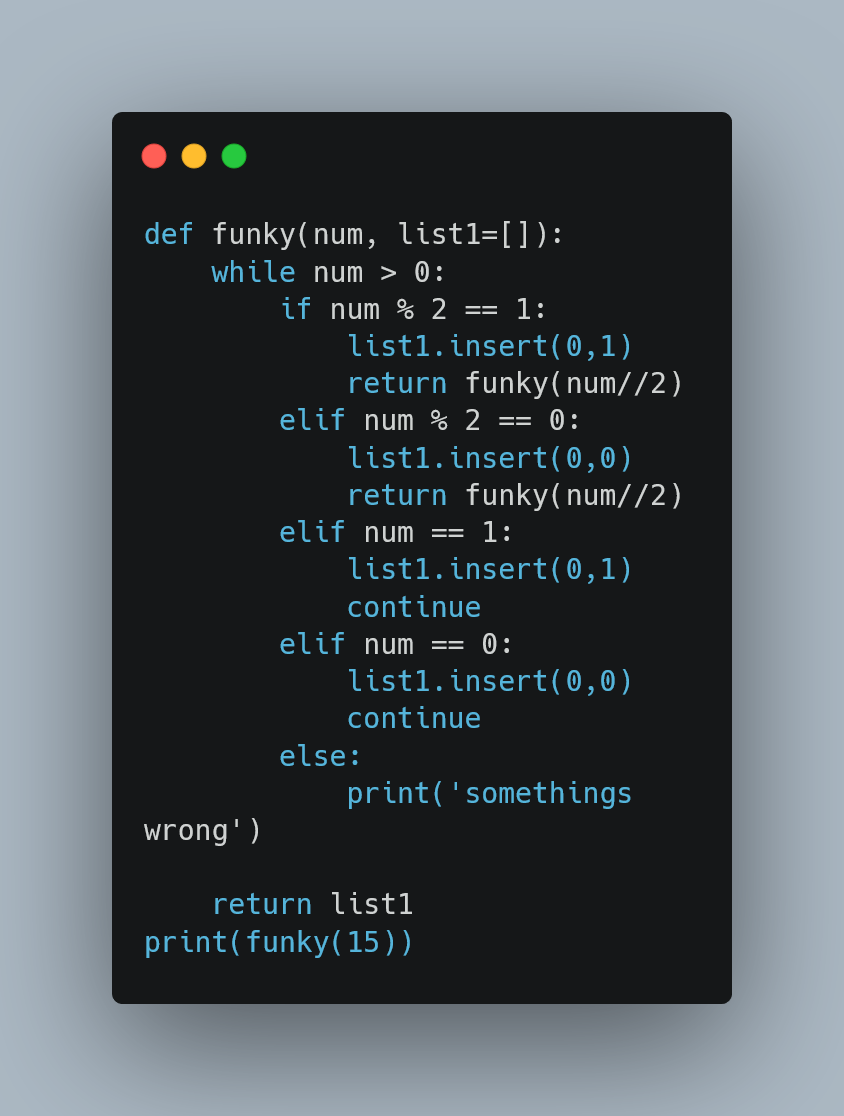 def funky(num, list1=[]):
    while num > 0:
        if num % 2 == 1:
            list1.insert(0,1)
            return funky(num//2)
        elif num % 2 == 0:
            list1.insert(0,0)
            return funky(num//2)
        elif num == 1:
            list1.insert(0,1)
            continue
        elif num == 0:
            list1.insert(0,0)
            continue
        else:
            print('somethings
wrong')

    return list1
print(funky(15))